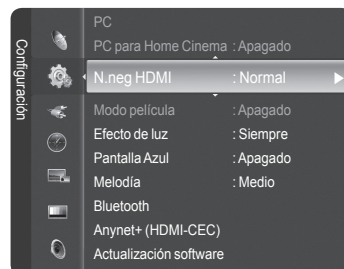 Configuración
PC
PC para Home Cinema : Apagado
N.neg HDMI : Normal
Modo película : Apagado
Efecto de luz : Siempre
Pantalla Azul : Apagado
Melodía : Medio
Bluetooth
Anynet+ (HDMI-CEC)
Actualización software